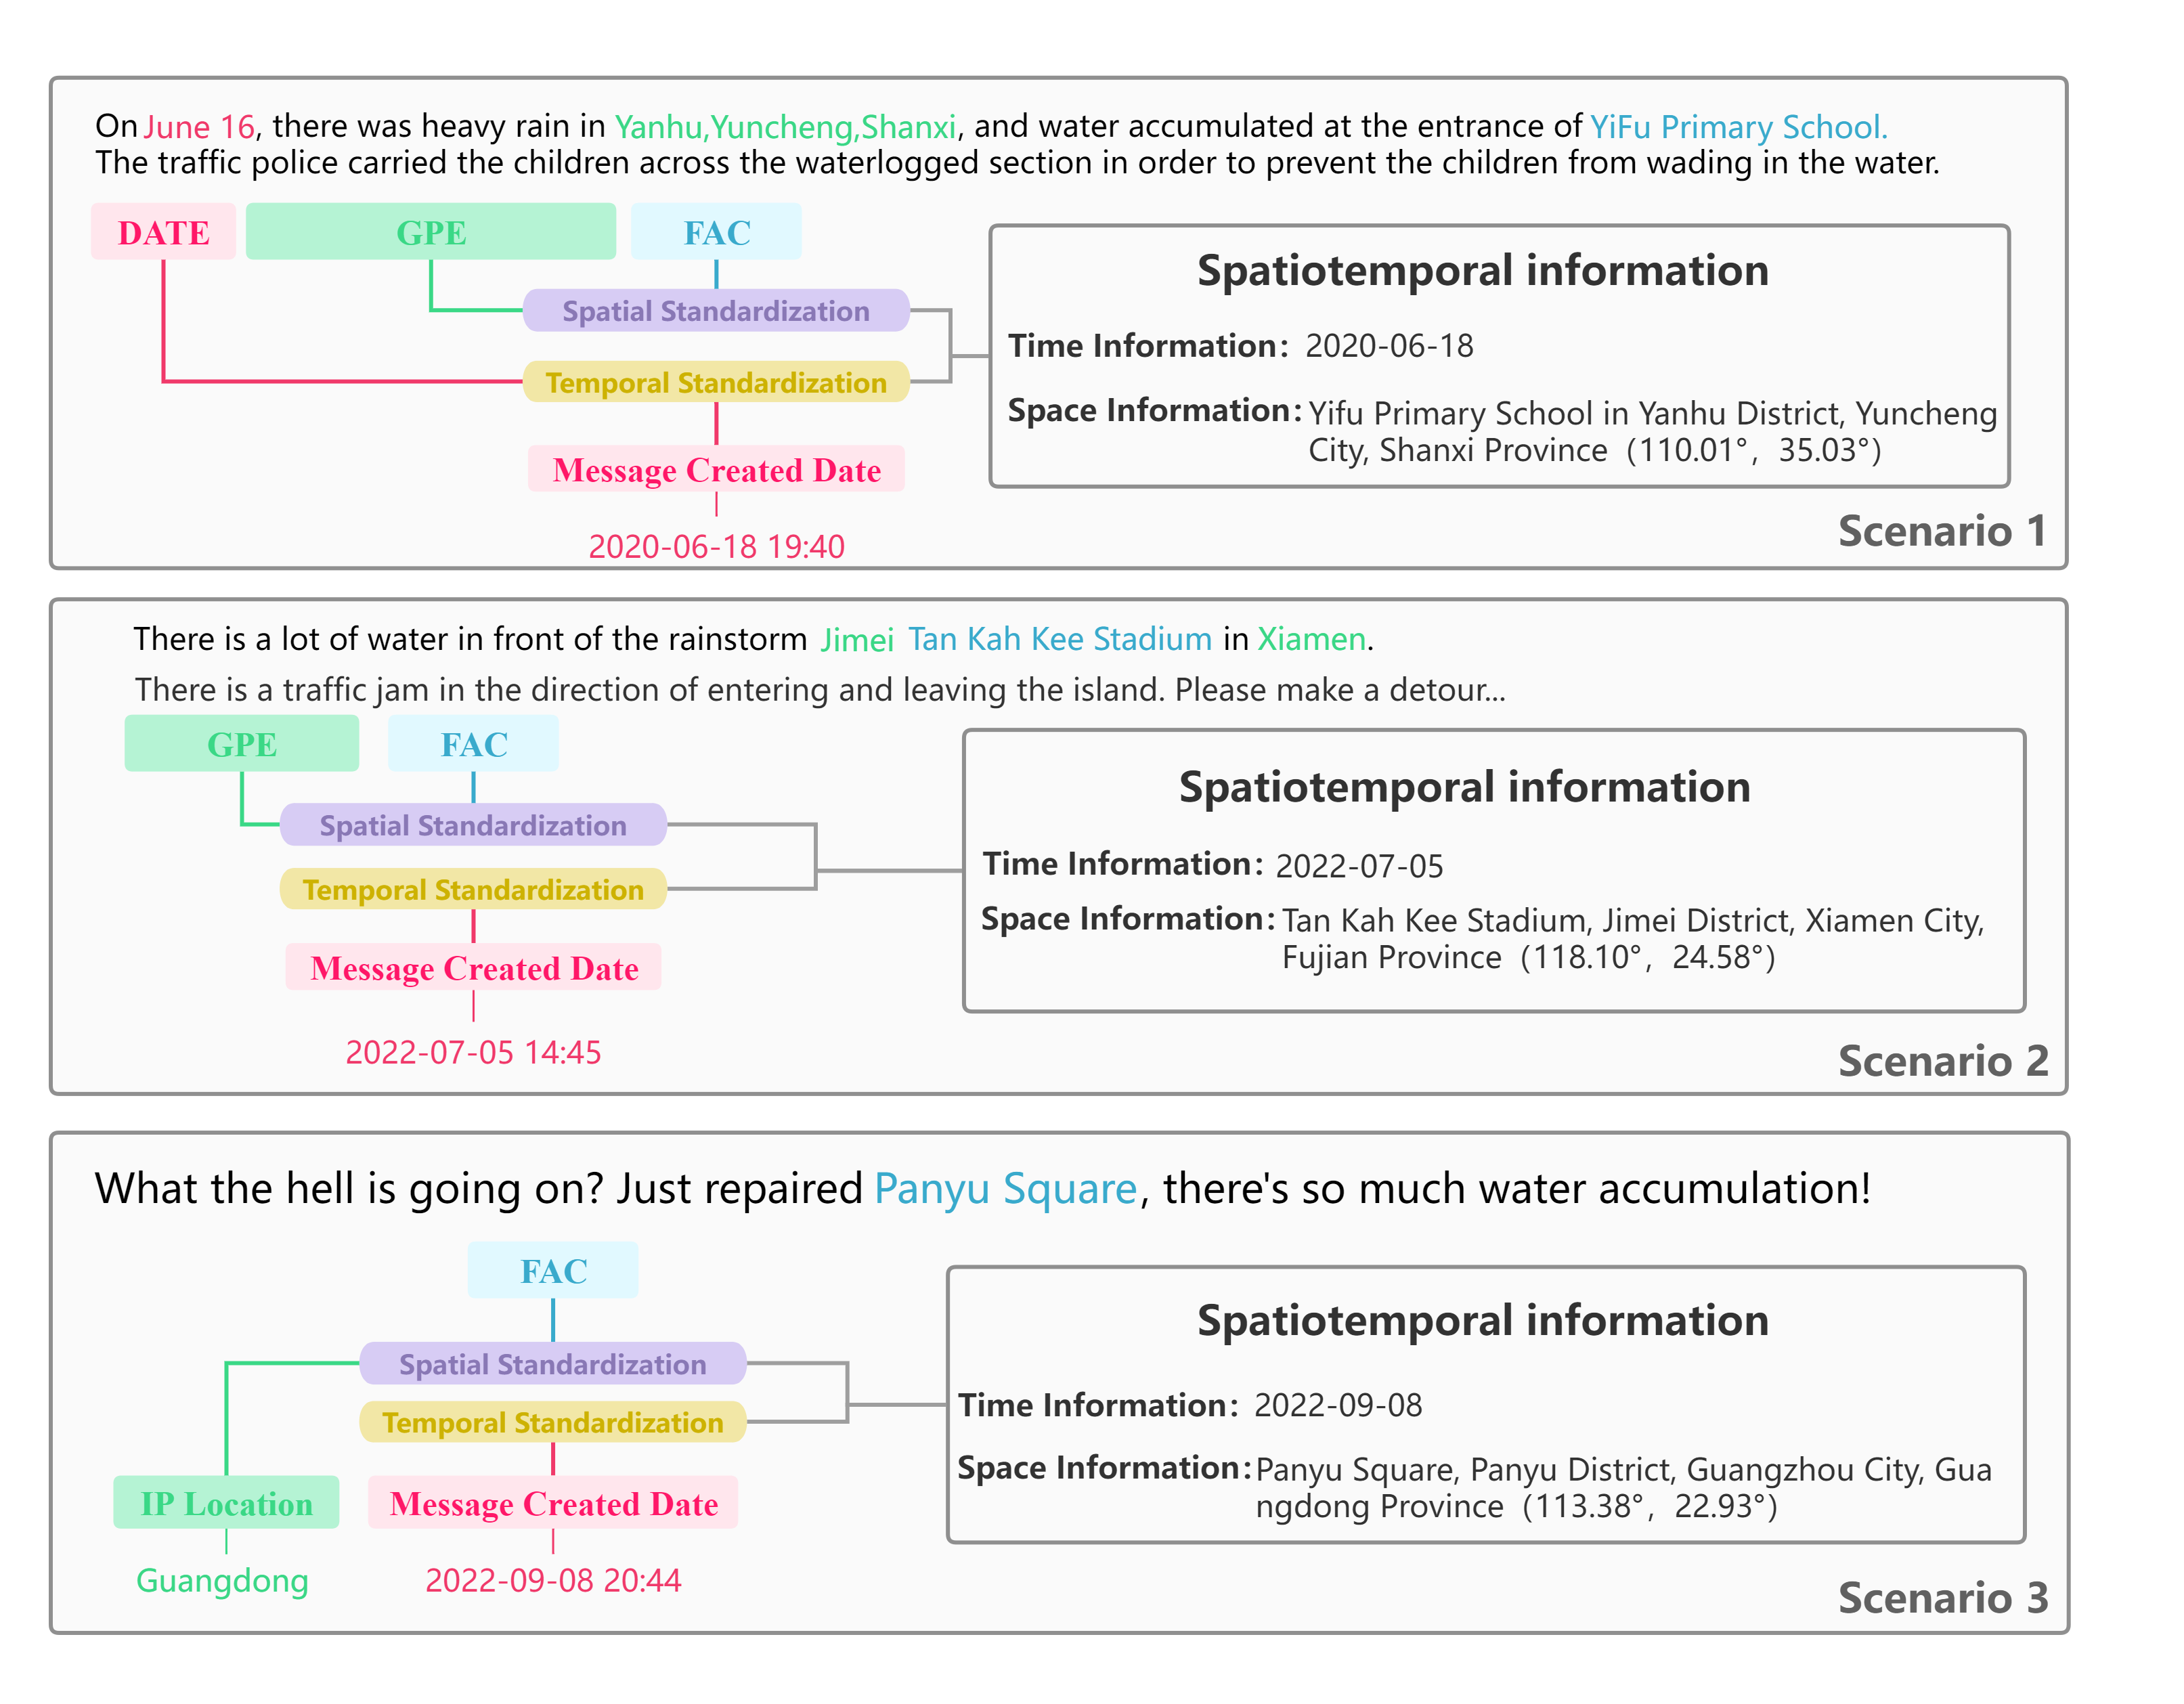 On June 16, there was heavy rain in Yanhu,Yuncheng,Shanxi, and water accumulated at the entrance of YiFu Primary School.
The traffic police carried the children across the waterlogged section in order to prevent the children from wading in the water.
DATE
GPE
FAC
Spatial Standardization
Temporal Standardization
Message Created Date
2020-06-18 19:40
Spatiotemporal information
Time Information: 2020-06-18
Space Information: Yifu Primary School in Yanhu District, Yuncheng
City, Shanxi Province (110.01°, 35.03°)
Scenario 1
There is a lot of water in front of the rainstorm Jimei Tan Kah Kee Stadium in Xiamen.
There is a traffic jam in the direction of entering and leaving the island. Please make a detour...
GPE
FAC
Spatial Standardization
Temporal Standardization
Message Created Date
2022-07-05 14:45
Spatiotemporal information
Time Information: 2022-07-05
Space Information: Tan Kah Kee Stadium, Jimei District, Xiamen City,
Fujian Province (118.10°, 24.58°)
Scenario 2
What the hell is going on? Just repaired Panyu Square, there's so much water accumulation!
FAC
Spatial Standardization
Temporal Standardization
IP Location
Message Created Date
Guangdong
2022-09-08 20:44
Spatiotemporal information
Time Information: 2022-09-08
Space Information: Panyu Square, Panyu District, Guangzhou City, Gua
ngdong Province (113.38°, 22.93°)
Scenario 3